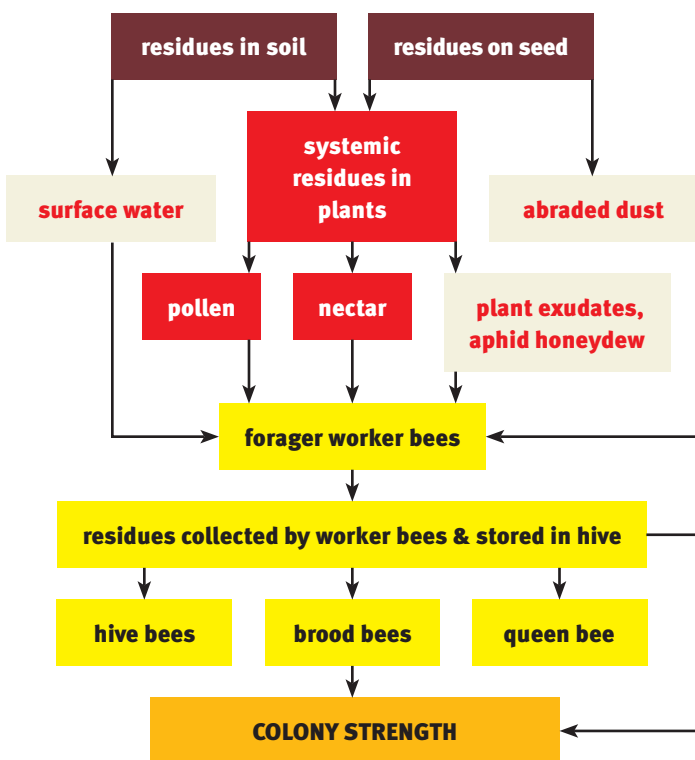 residues in soil
residues on seed
systemic
residues in
plants
surface water
abraded dust
pollen
nectar
plant exudates,
aphid honeydew
forager worker bees
residues collected by worker bees & stored in hive
hive bees
brood bees
queen bee
COLONY STRENGTH